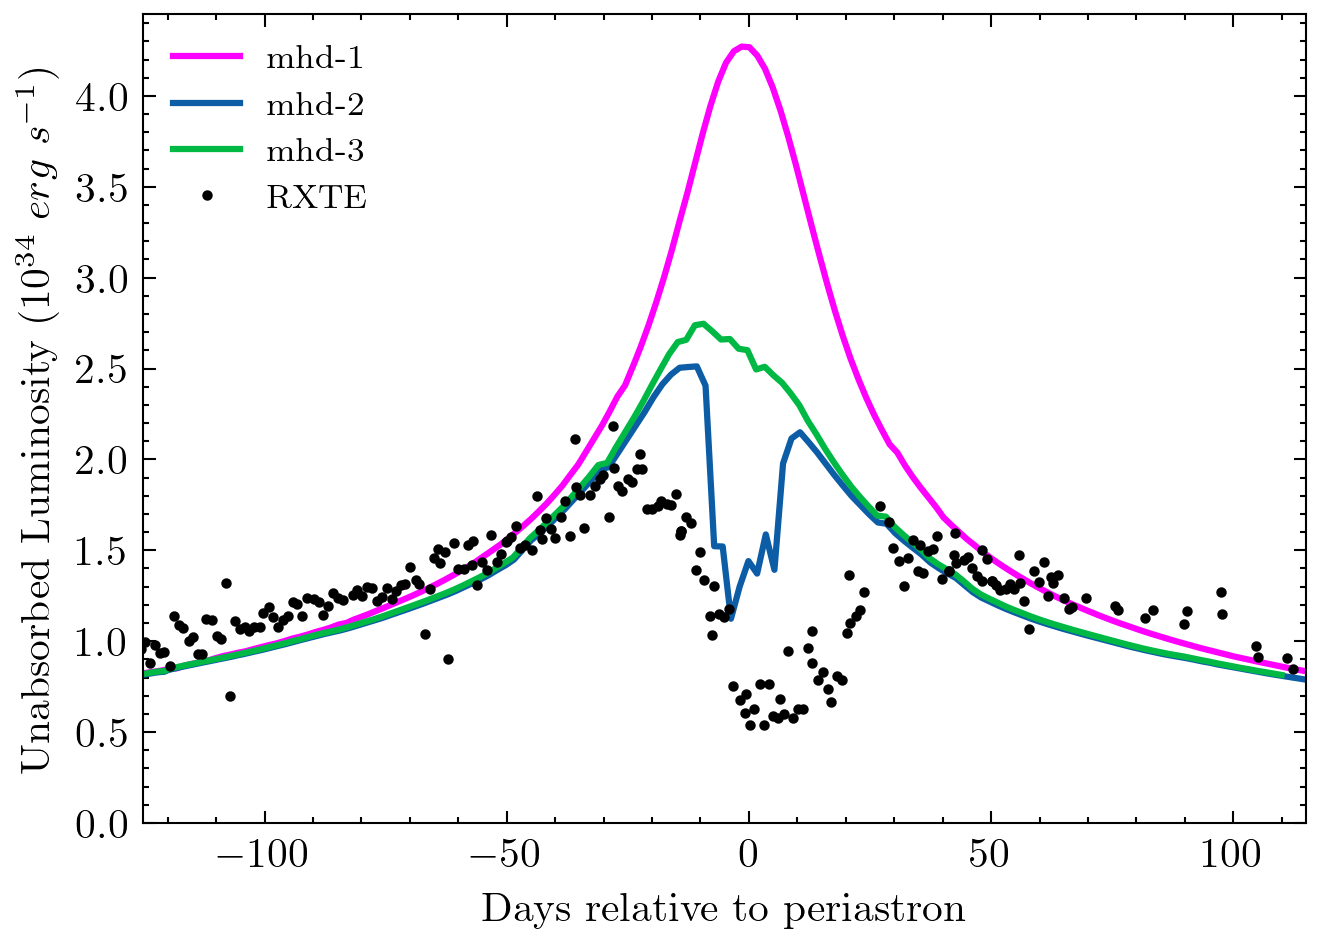 mhd-1
mhd-2
mhd-3
RXTE
Unabsorbed Luminosity (10³⁴ erg s⁻¹)
4.0
3.5
3.0
2.5
2.0
1.5
1.0
0.5
0.0
−100 −50 0 50 100
Days relative to periastron